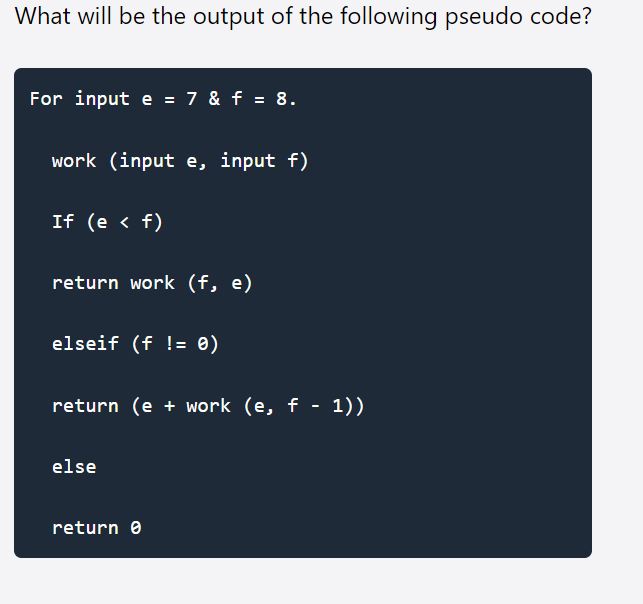 What will be the output of the following pseudo code?
For input e = 7 & f = 8.
work (input e, input f)
If (e < f)
return work (f, e)
elseif (f != 0)
return (e + work (e, f - 1))
else
return 0